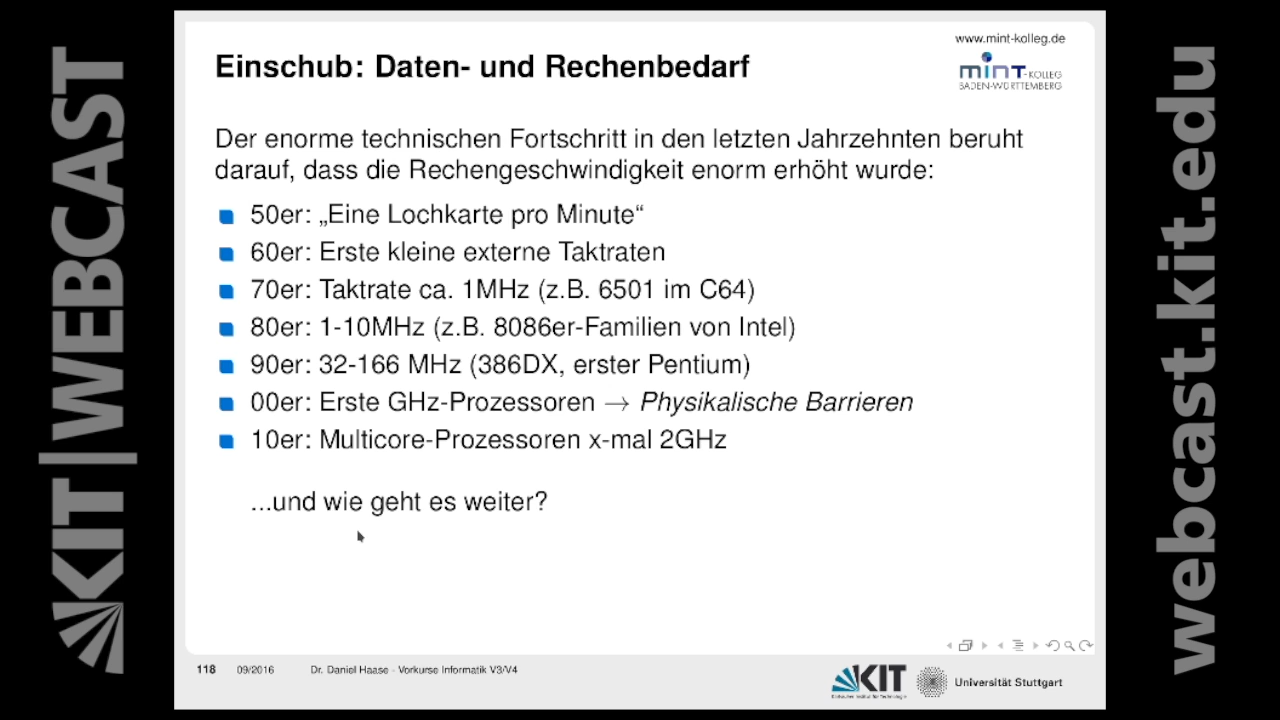 KIT|WEBCAST
www.mint-kolleg.de
Einschub: Daten- und Rechenbedarf
MINT-KOLLEG
BADEN-WÜRTTEMBERG
Der enorme technischen Fortschritt in den letzten Jahrzehnten beruht
darauf, dass die Rechengeschwindigkeit enorm erhöht wurde:
50er: „Eine Lochkarte pro Minute“
60er: Erste kleine externe Taktraten
70er: Taktrate ca. 1MHz (z.B. 6501 im C64)
80er: 1-10MHz (z.B. 8086er-Familien von Intel)
90er: 32-166 MHz (386DX, erster Pentium)
00er: Erste GHz-Prozessoren → Physikalische Barrieren
10er: Multicore-Prozessoren x-mal 2GHz
...und wie geht es weiter?
118 09/2016 Dr. Daniel Haase - Vorkurse Informatik V3/V4
KIT
Karlsruher Institut für Technologie
Universität Stuttgart
webcast.kit.edu